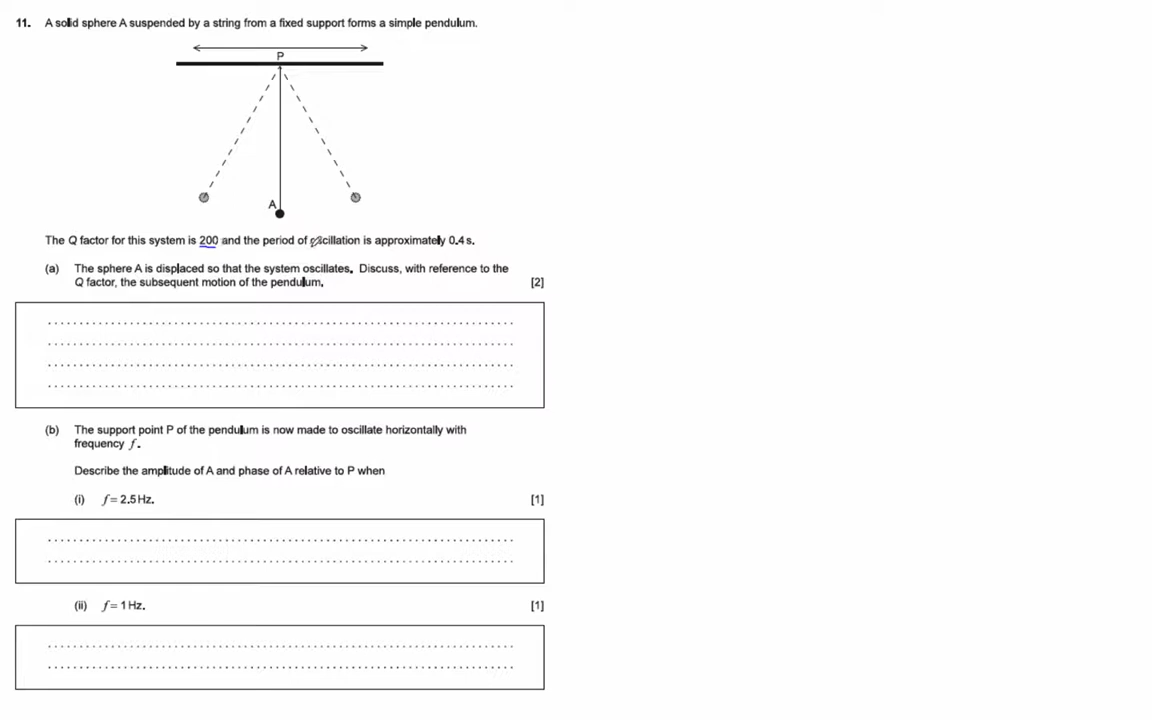 11. A solid sphere A suspended by a string from a fixed support forms a simple pendulum.
P
A
The Q factor for this system is 200 and the period of oscillation is approximately 0.4 s.
(a) The sphere A is displaced so that the system oscillates. Discuss, with reference to the
Q factor, the subsequent motion of the pendulum. [2]
(b) The support point P of the pendulum is now made to oscillate horizontally with
frequency f.
Describe the amplitude of A and phase of A relative to P when
(i) f = 2.5 Hz. [1]
(ii) f = 1 Hz. [1]